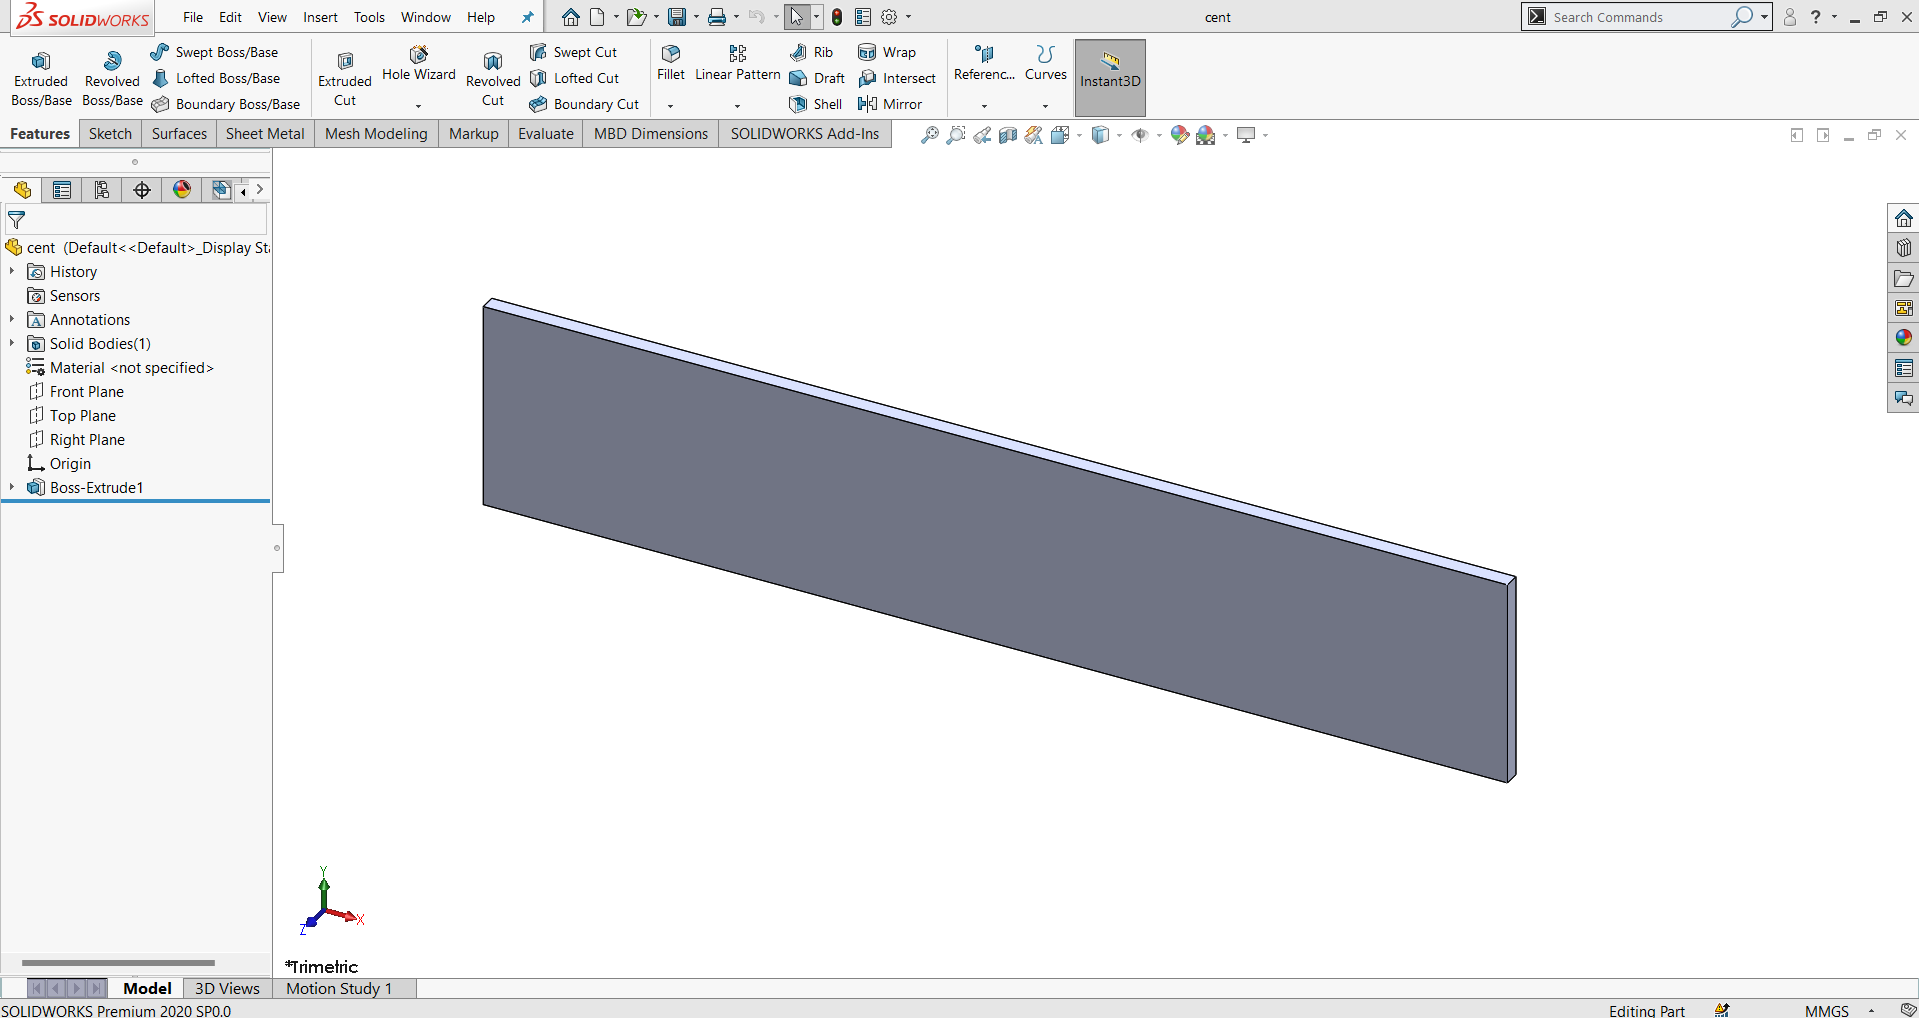 SOLIDWORKS File Edit View Insert Tools Window Help cent Search Commands ?
Extruded Boss/Base
Revolved Boss/Base
Swept Boss/Base
Lofted Boss/Base
Boundary Boss/Base
Extruded Cut
Hole Wizard
Revolved Cut
Swept Cut
Lofted Cut
Boundary Cut
Fillet
Linear Pattern
Rib
Draft
Shell
Wrap
Intersect
Mirror
Referenc...
Curves
Instant3D
Features Sketch Surfaces Sheet Metal Mesh Modeling Markup Evaluate MBD Dimensions SOLIDWORKS Add-Ins
cent (Default<<Default>_Display Sta
History
Sensors
Annotations
Solid Bodies(1)
Material <not specified>
Front Plane
Top Plane
Right Plane
Origin
Boss-Extrude1
Y
X
Z
*Trimetric
Model 3D Views Motion Study 1
SOLIDWORKS Premium 2020 SP0.0 Editing Part MMGS